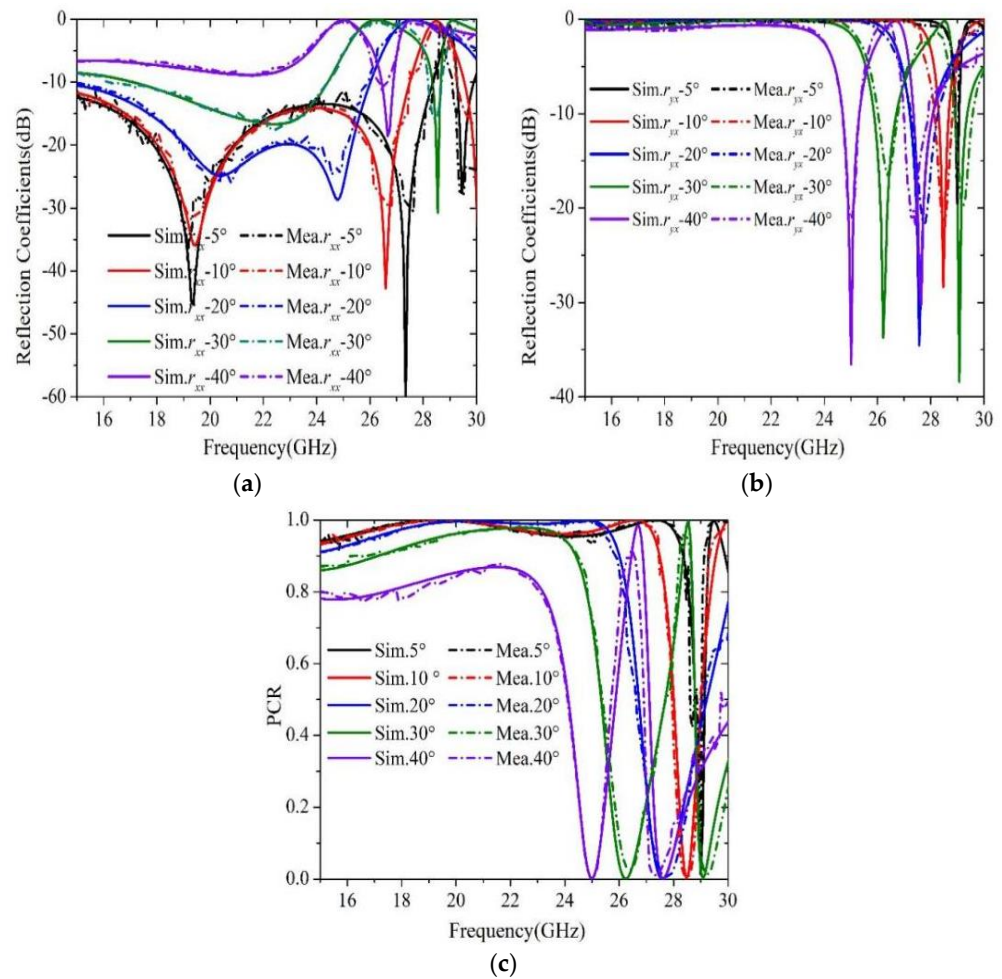 0
-10
-20
-30
-40
-50
-60
Reflection Coefficients(dB)
Sim.rxx-5° Mea.rxx-5°
Sim.rxx-10° Mea.rxx-10°
Sim.rxx-20° Mea.rxx-20°
Sim.rxx-30° Mea.rxx-30°
Sim.rxx-40° Mea.rxx-40°
16 18 20 22 24 26 28 30
Frequency(GHz)
(a)
0
-10
-20
-30
-40
Reflection Coefficients(dB)
Sim.ryx-5° Mea.ryx-5°
Sim.ryx-10° Mea.ryx-10°
Sim.ryx-20° Mea.ryx-20°
Sim.ryx-30° Mea.ryx-30°
Sim.ryx-40° Mea.ryx-40°
16 18 20 22 24 26 28 30
Frequency(GHz)
(b)
1.0
0.8
0.6
0.4
0.2
0.0
PCR
Sim.5° Mea.5°
Sim.10 ° Mea.10°
Sim.20° Mea.20°
Sim.30° Mea.30°
Sim.40° Mea.40°
16 18 20 22 24 26 28 30
Frequency(GHz)
(c)